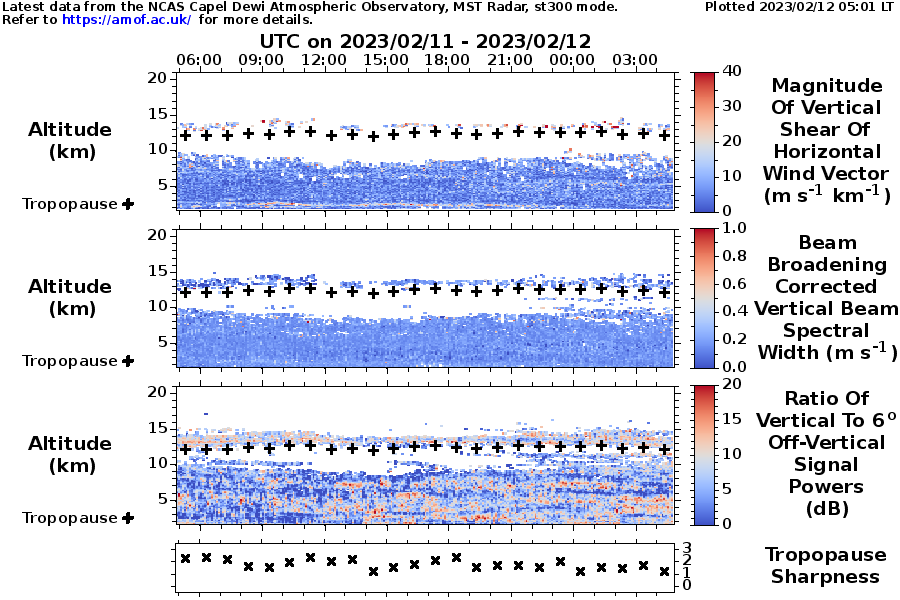 Latest data from the NCAS Capel Dewi Atmospheric Observatory, MST Radar, st300 mode.
Plotted 2023/02/12 05:01 LT
Refer to https://amof.ac.uk/ for more details.
UTC on 2023/02/11 - 2023/02/12
06:00 09:00 12:00 15:00 18:00 21:00 00:00 03:00
20
15
10
5
Altitude
(km)
Tropopause +
40
30
20
10
0
Magnitude
Of Vertical
Shear Of
Horizontal
Wind Vector
(m s⁻¹ km⁻¹)
20
15
10
5
Altitude
(km)
Tropopause +
1.0
0.8
0.6
0.4
0.2
0.0
Beam
Broadening
Corrected
Vertical Beam
Spectral
Width (m s⁻¹)
20
15
10
5
Altitude
(km)
Tropopause +
20
15
10
5
0
Ratio Of
Vertical To 6°
Off-Vertical
Signal
Powers
(dB)
3
2
1
0
Tropopause
Sharpness